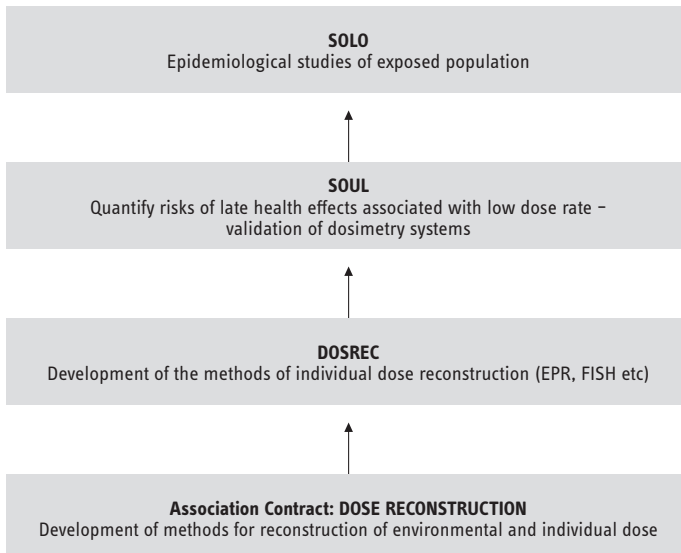 SOLO
Epidemiological studies of exposed population
SOUL
Quantify risks of late health effects associated with low dose rate –
validation of dosimetry systems
DOSREC
Development of the methods of individual dose reconstruction (EPR, FISH etc)
Association Contract: DOSE RECONSTRUCTION
Development of methods for reconstruction of environmental and individual dose